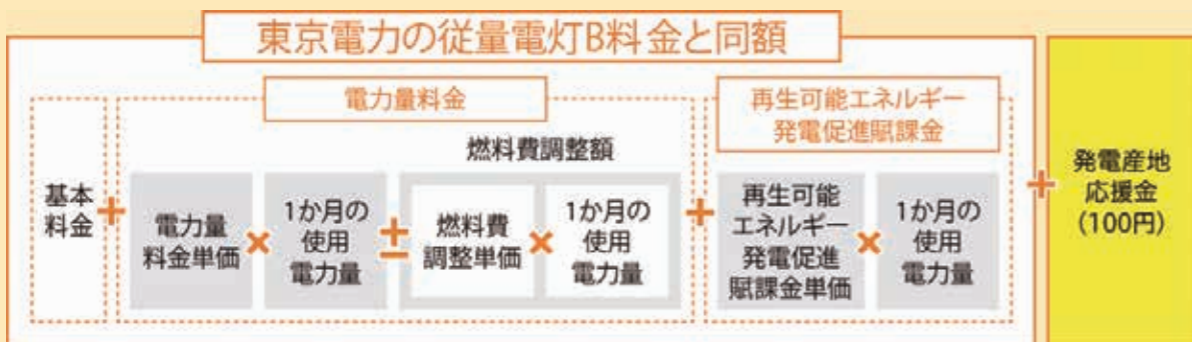 東京電力の従量電灯B料金と同額
基本
料金
+
電力量料金
電力量
料金単価
×
1か月の
使用
電力量
±
燃料費調整額
燃料費
調整単価
×
1か月の
使用
電力量
+
再生可能エネルギー
発電促進賦課金
再生可能
エネルギー
発電促進
賦課金単価
×
1か月の
使用
電力量
+
発電産地
応援金
(100円)